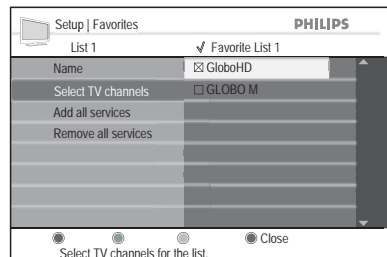 Setup | Favorites PHILIPS
List 1 √ Favorite List 1
Name ☒ GloboHD
Select TV channels ☐ GLOBO M
Add all services
Remove all services
Close
Select TV channels for the list.